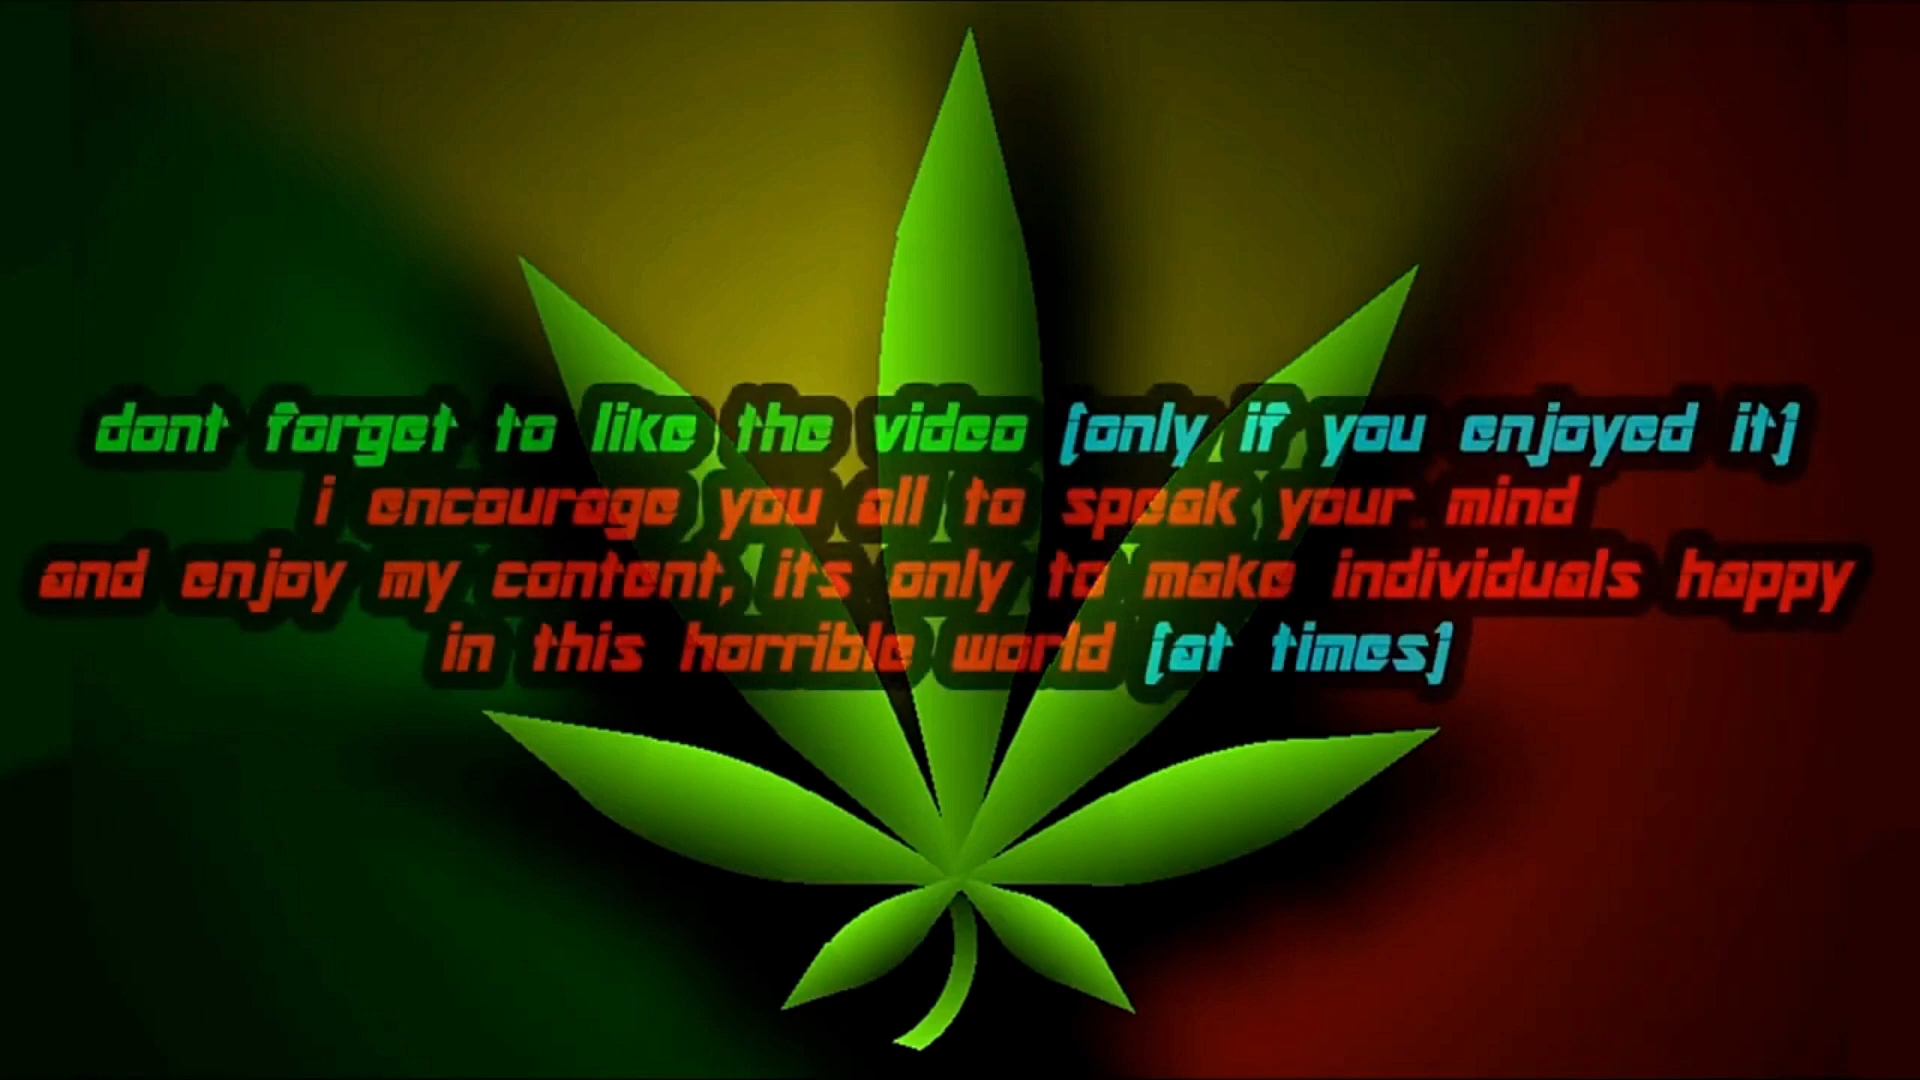 dont forget to like the video (only if you enjoyed it)
i encourage you all to speak your mind
and enjoy my content, its only to make individuals happy
in this horrible world (at times)